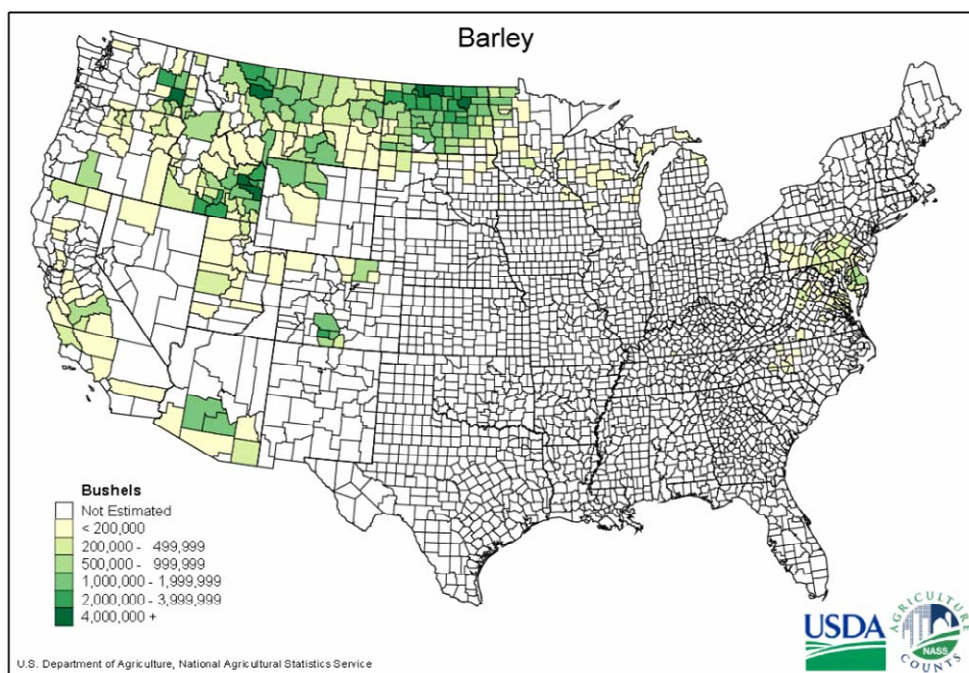 Barley
Bushels
Not Estimated
< 200,000
200,000 - 499,999
500,000 - 999,999
1,000,000 - 1,999,999
2,000,000 - 3,999,999
4,000,000 +
U.S. Department of Agriculture, National Agricultural Statistics Service
USDA
AGRICULTURE
NASS
COUNTS